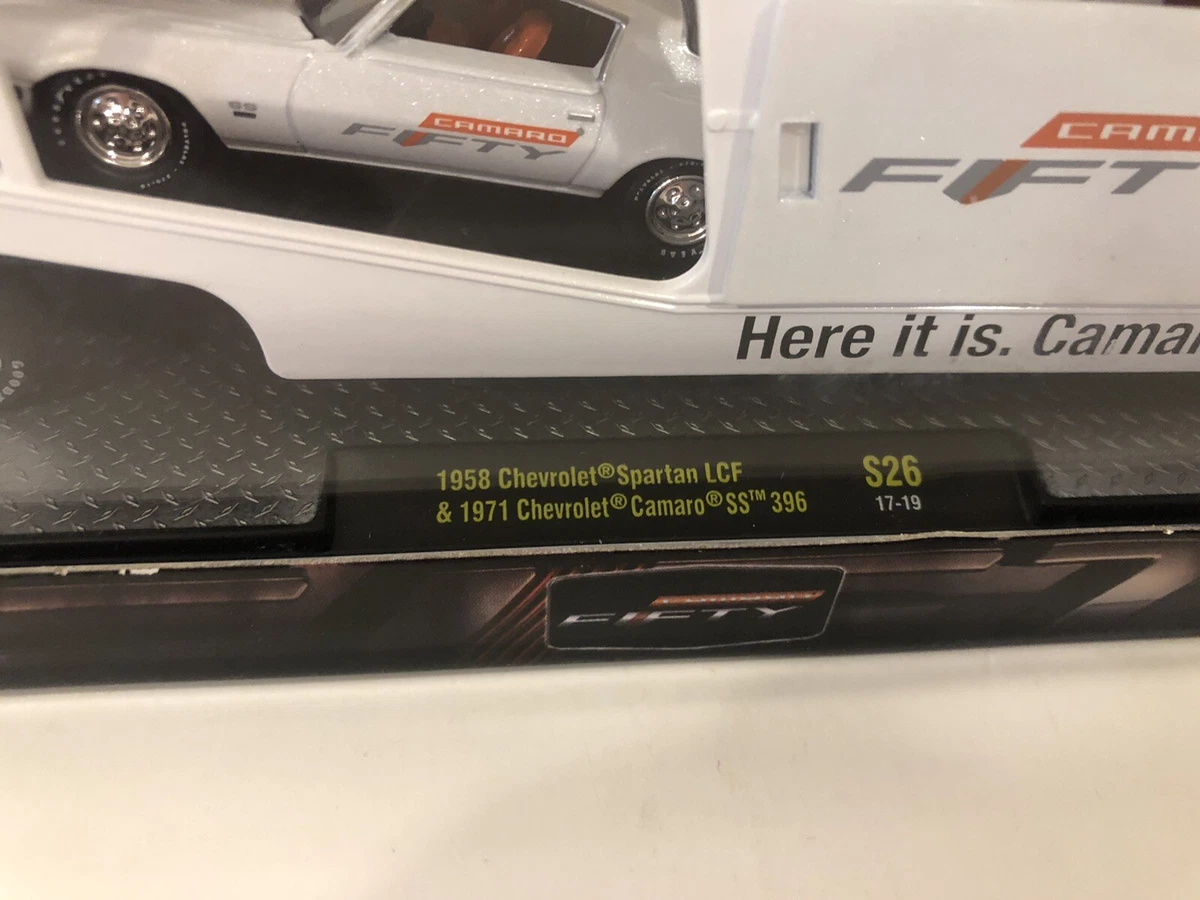 SS
CAMARO
FIFTY
CAM
FIFT
Here it is. Camar
1958 Chevrolet® Spartan LCF
& 1971 Chevrolet® Camaro® SS™ 396
S26
17-19
FIFTY